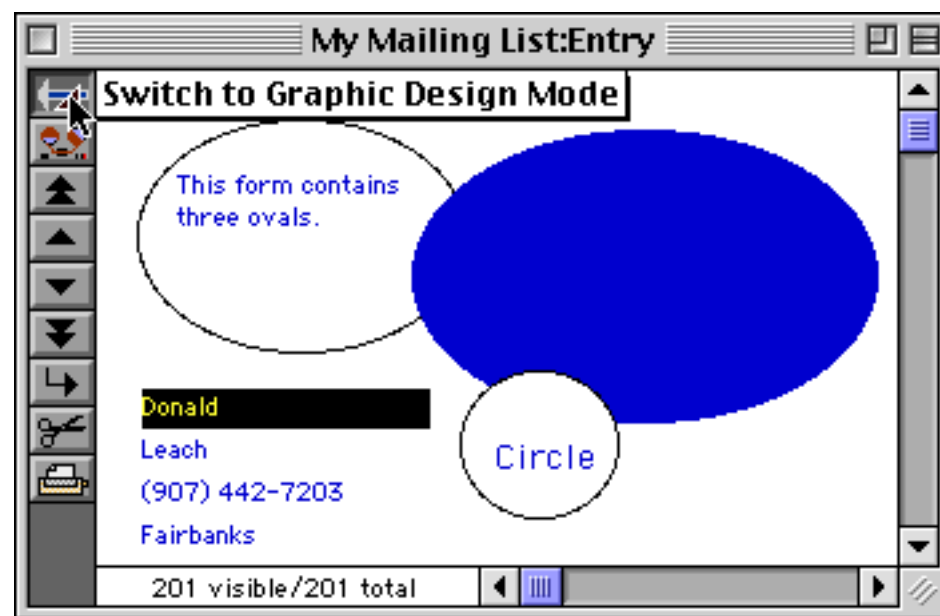 My Mailing List:Entry
Switch to Graphic Design Mode
This form contains
three ovals.
Donald
Leach
(907) 442-7203
Fairbanks
Circle
201 visible/201 total